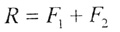 R = F₁ + F₂